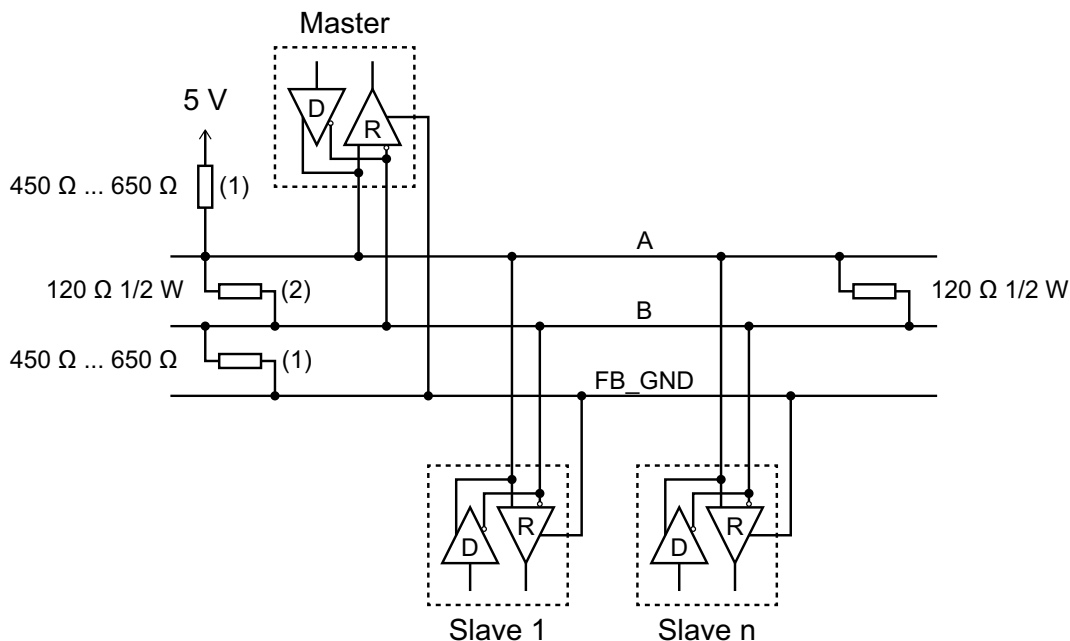 Master
D
R
5 V
450 Ω ... 650 Ω (1)
A
120 Ω 1/2 W (2)
120 Ω 1/2 W
B
450 Ω ... 650 Ω (1)
FB_GND
D
R
D
R
Slave 1
Slave n